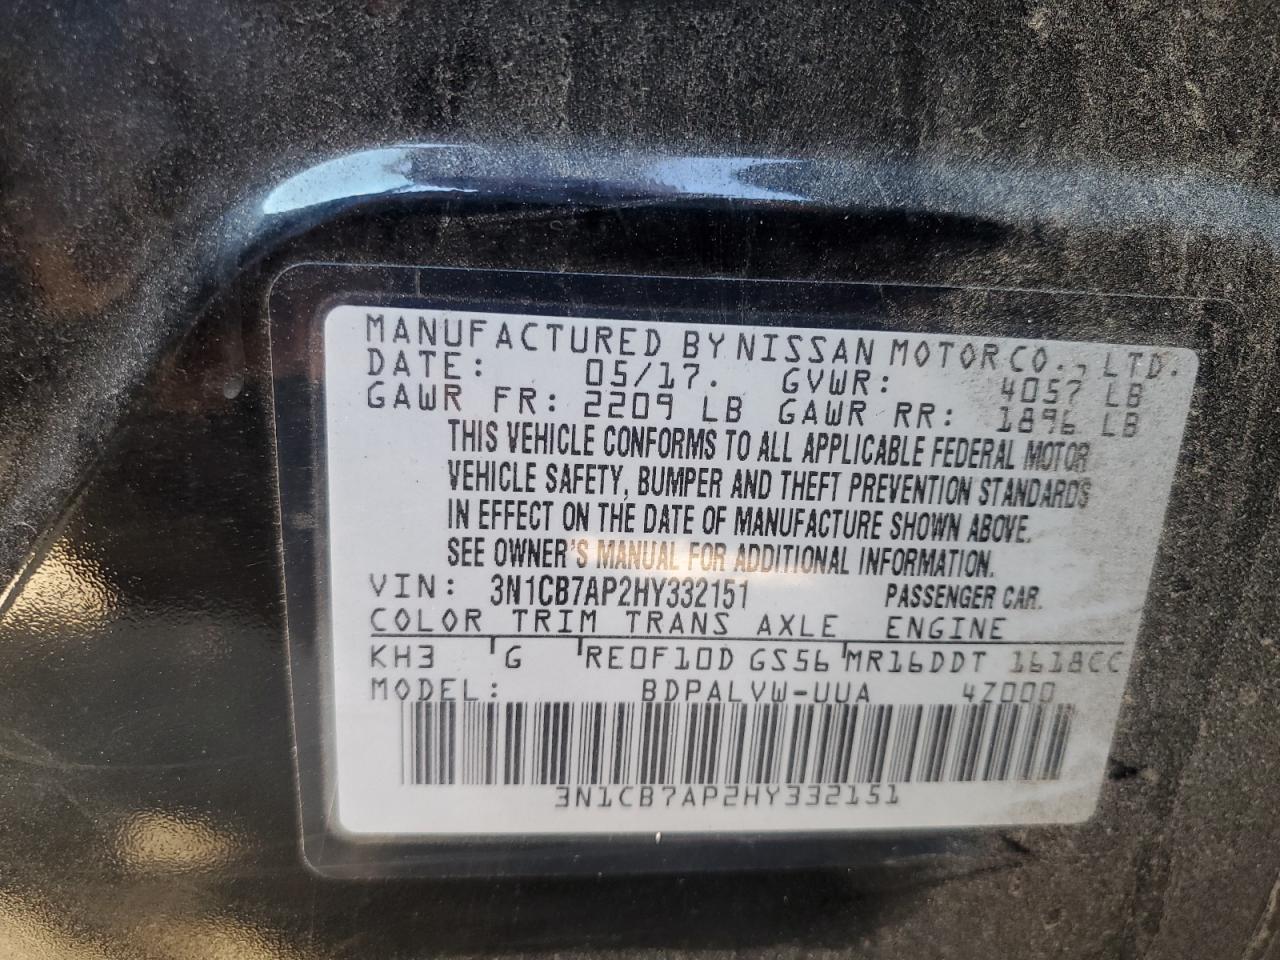 MANUFACTURED BY NISSAN MOTOR CO., LTD.
DATE: 05/17. GVWR: 4057 LB
GAWR FR: 2209 LB GAWR RR: 1896 LB
THIS VEHICLE CONFORMS TO ALL APPLICABLE FEDERAL MOTOR
VEHICLE SAFETY, BUMPER AND THEFT PREVENTION STANDARDS
IN EFFECT ON THE DATE OF MANUFACTURE SHOWN ABOVE.
SEE OWNER'S MANUAL FOR ADDITIONAL INFORMATION.
VIN: 3N1CB7AP2HY332151 PASSENGER CAR.
COLOR TRIM TRANS AXLE ENGINE
KH3 G RE0F10D GS56 MR16DDT 1618CC
MODEL: BDPALVW-UUA 4Z000
3N1CB7AP2HY332151